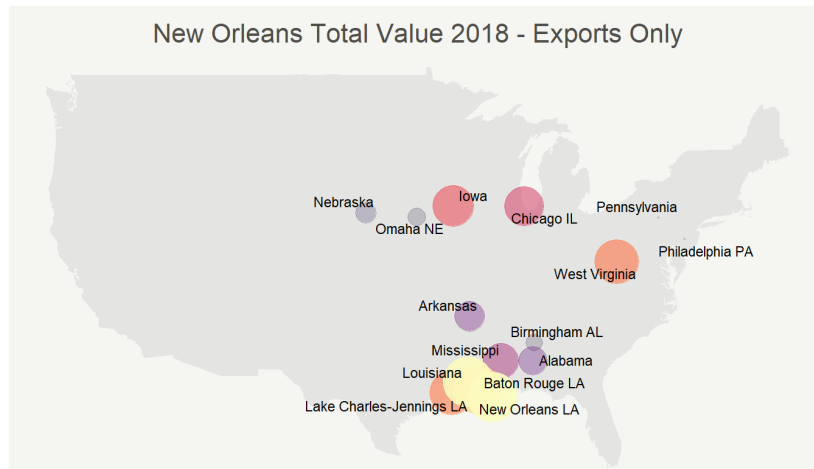 New Orleans Total Value 2018 - Exports Only
Nebraska
Iowa
Omaha NE
Chicago IL
Pennsylvania
Philadelphia PA
West Virginia
Arkansas
Birmingham AL
Mississippi
Alabama
Louisiana
Baton Rouge LA
Lake Charles-Jennings LA
New Orleans LA